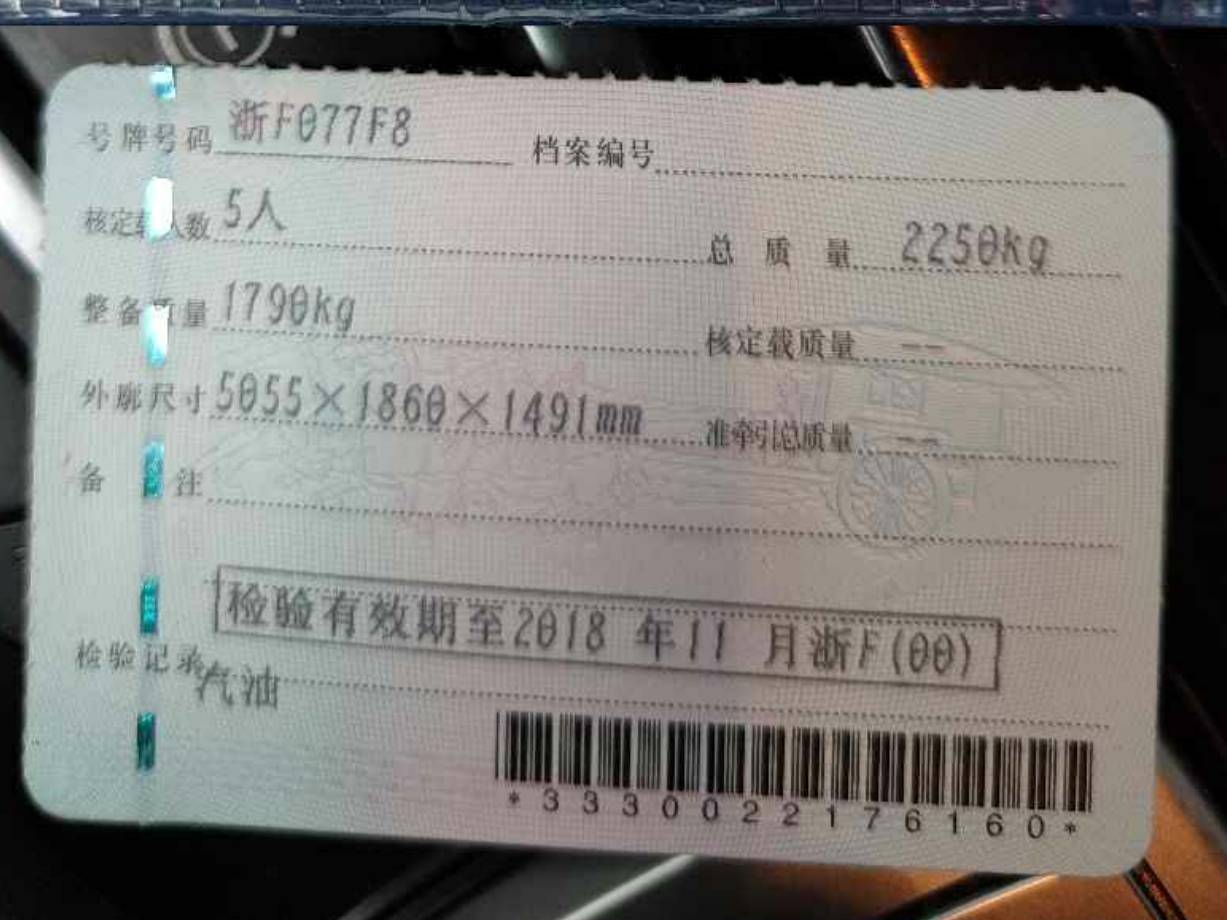 号牌号码 浙F077F8 档案编号
核定载人数 5人 总质量 2250kg
整备质量 1790kg 核定载质量 --
外廓尺寸 5055×1860×1491mm 准牵引总质量 --
备注
检验有效期至2018 年11 月浙F(00)
检验记录 汽油
*3330022176160*